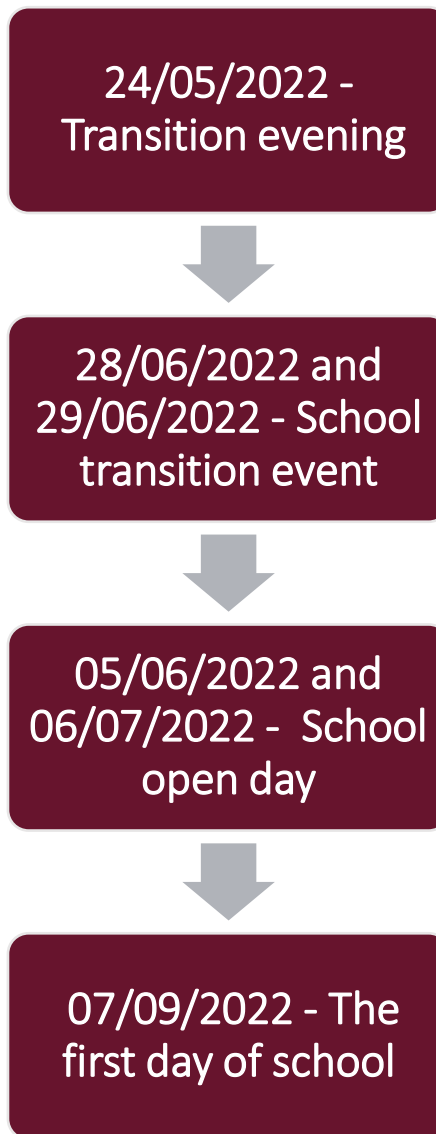 24/05/2022 -
Transition evening
28/06/2022 and
29/06/2022 - School
transition event
05/06/2022 and
06/07/2022 - School
open day
07/09/2022 - The
first day of school